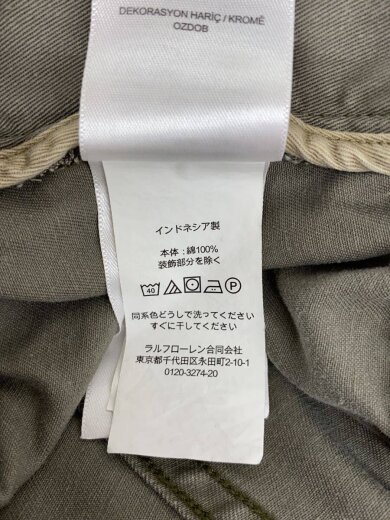 DEKORASYON HARİÇ / KROMĚ
OZDOB
インドネシア製
本体：綿100%
装飾部分を除く
40 P
同系色どうしで洗ってください
すぐに干してください
ラルフローレン合同会社
東京都千代田区永田町2-10-1
0120-3274-20